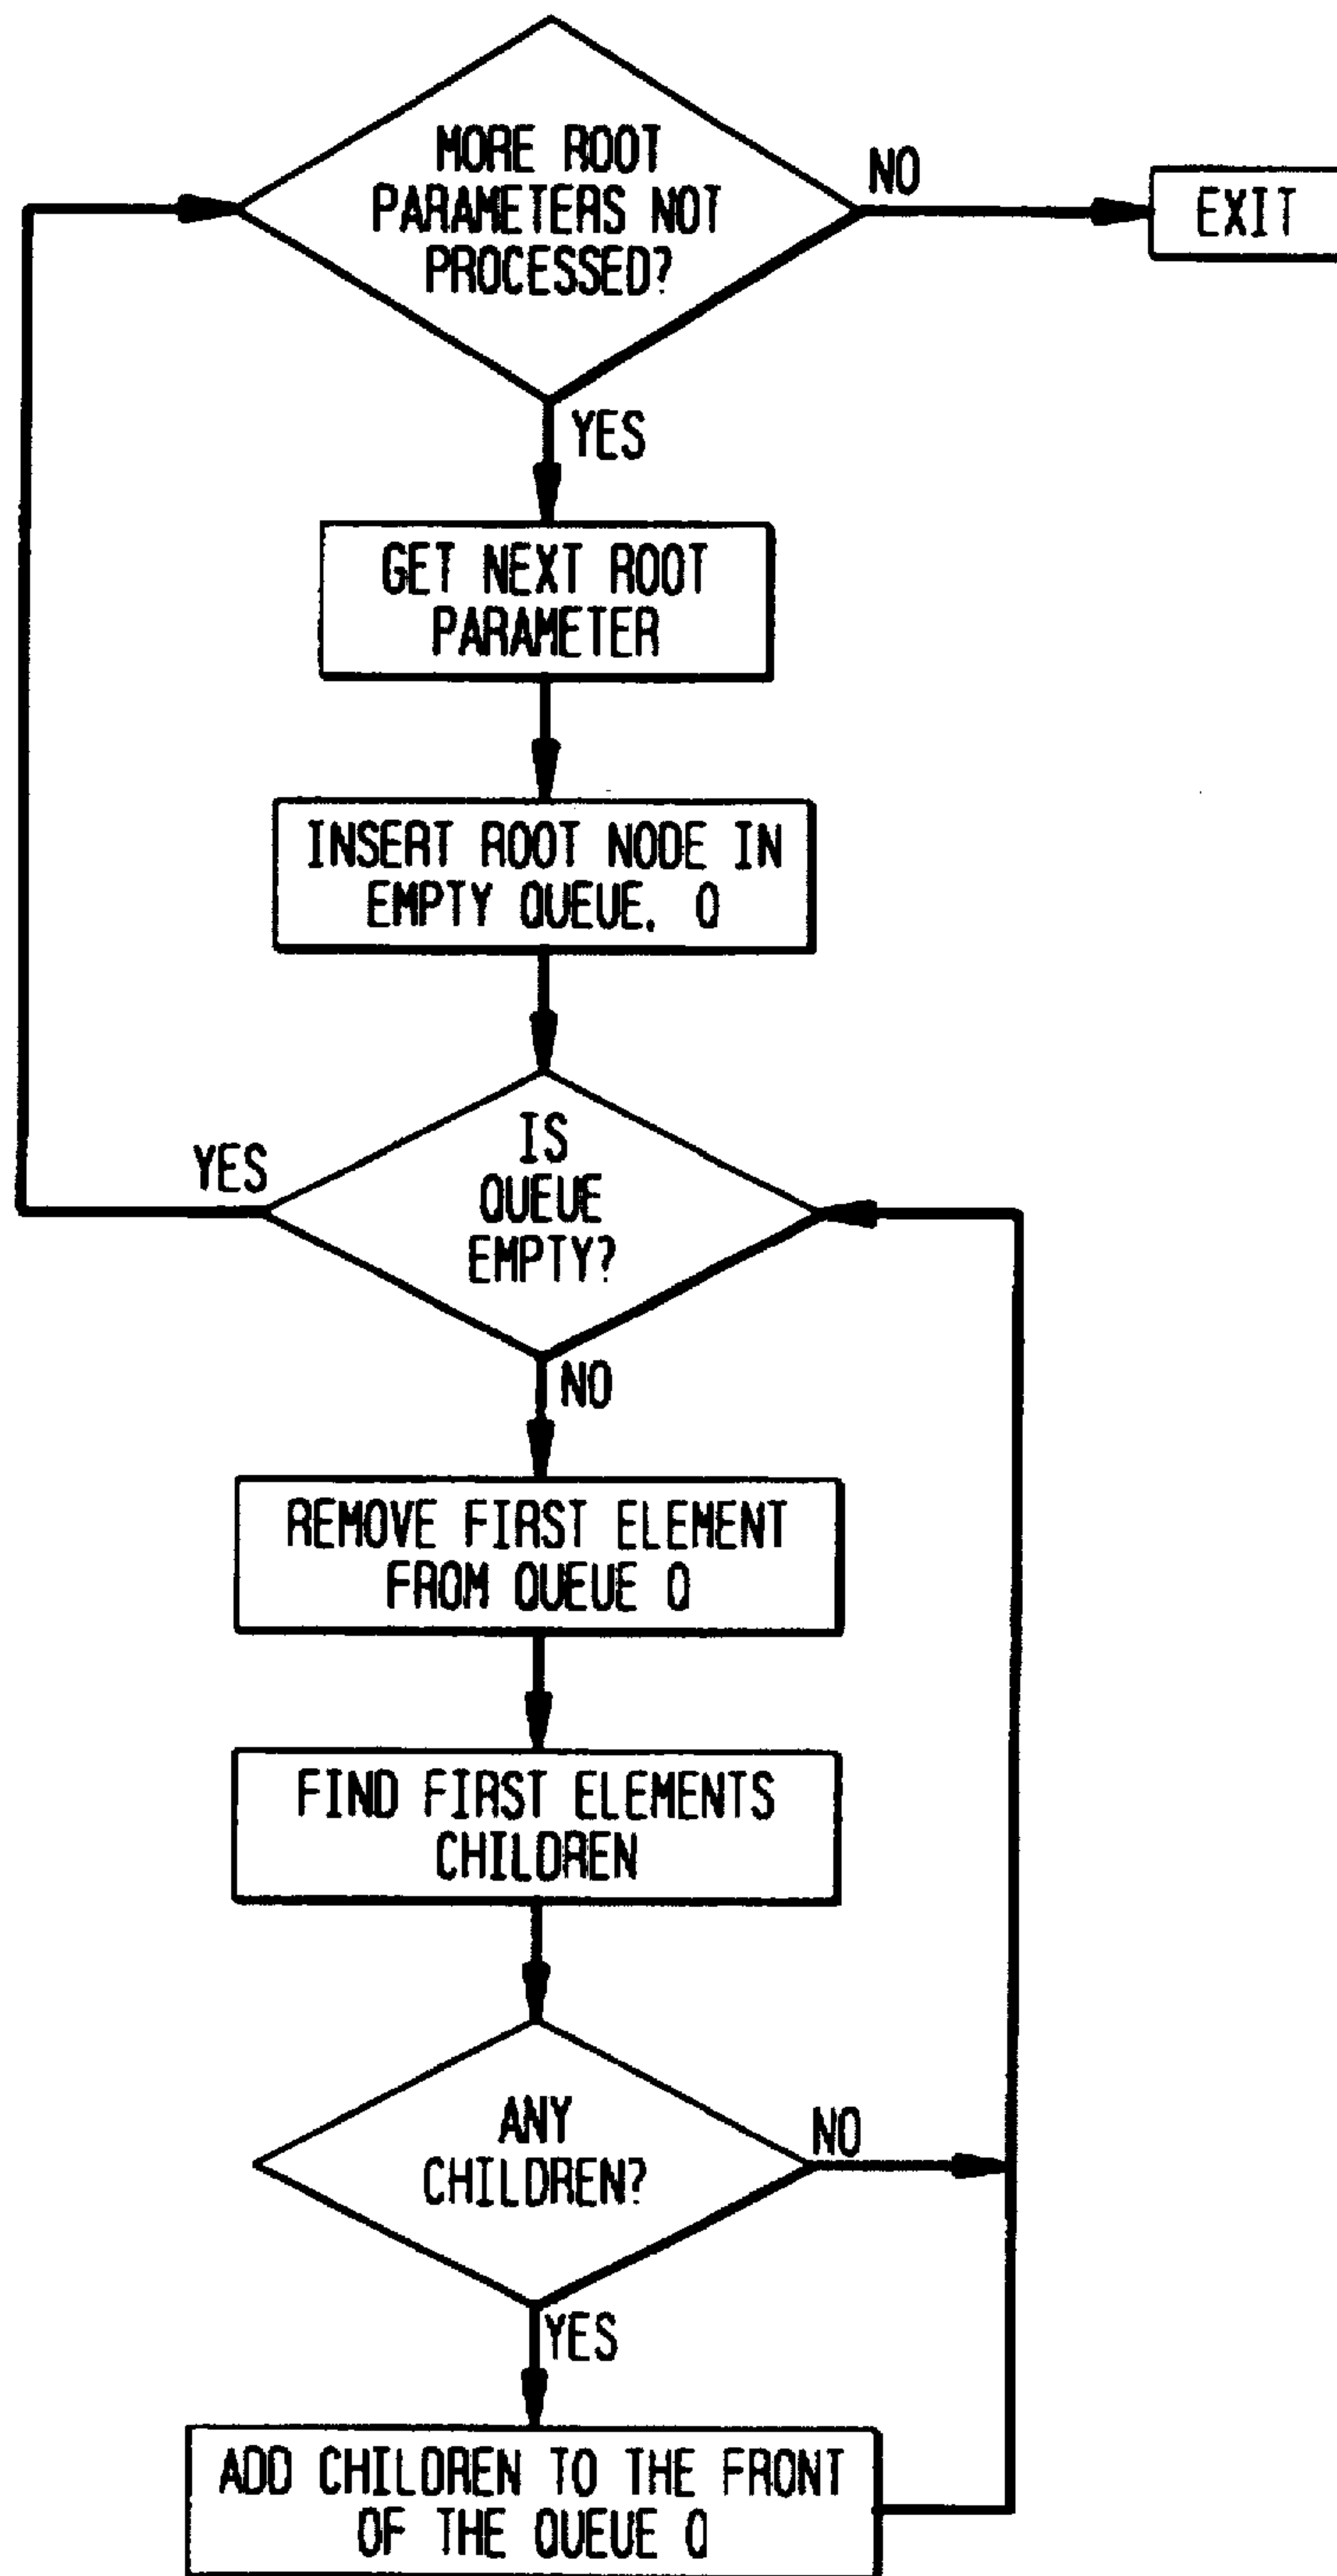 MORE ROOT
PARAMETERS NOT
PROCESSED?
NO
EXIT
YES
GET NEXT ROOT
PARAMETER
INSERT ROOT NODE IN
EMPTY QUEUE, Q
IS
QUEUE
EMPTY?
YES
NO
REMOVE FIRST ELEMENT
FROM QUEUE Q
FIND FIRST ELEMENTS
CHILDREN
ANY
CHILDREN?
NO
YES
ADD CHILDREN TO THE FRONT
OF THE QUEUE Q